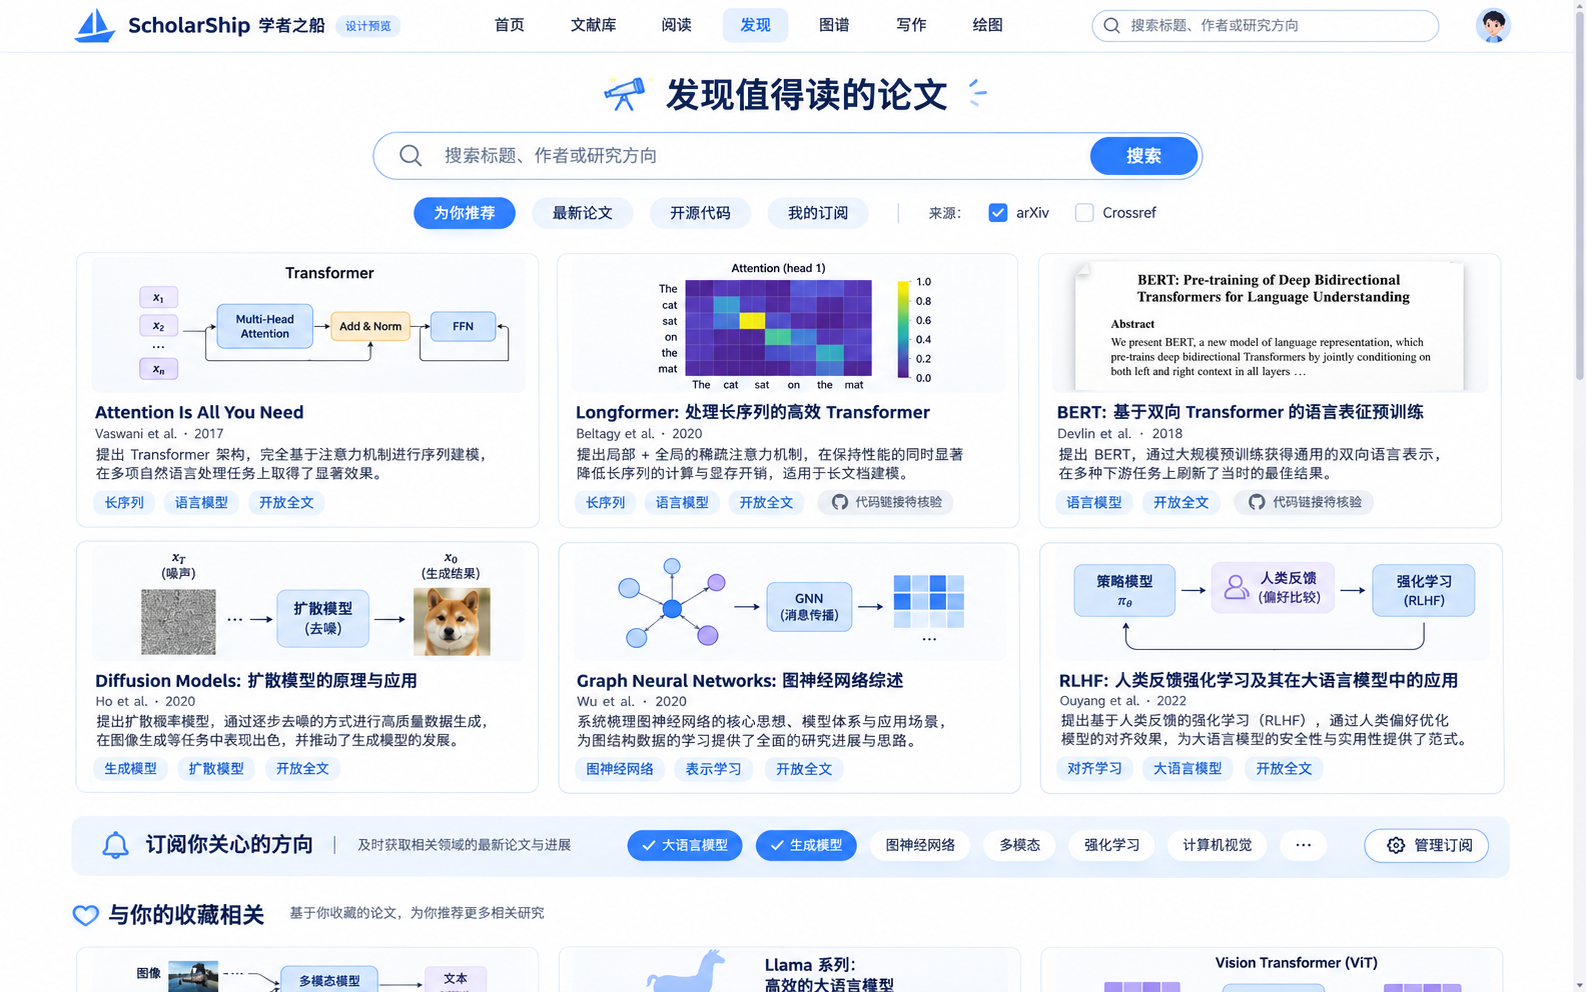 ScholarShip 学者之船 设计预览 首页 文献库 阅读 发现 图谱 写作 绘图 搜索标题、作者或研究方向
发现值得读的论文
搜索标题、作者或研究方向 搜索
为你推荐 最新论文 开源代码 我的订阅 来源： arXiv Crossref
Transformer
x1
x2
...
xn
Multi-Head
Attention
Add & Norm
FFN
Attention Is All You Need
Vaswani et al. · 2017
提出 Transformer 架构，完全基于注意力机制进行序列建模，
在多项自然语言处理任务上取得了显著效果。
长序列 语言模型 开放全文
Attention (head 1)
The
cat
sat
on
the
mat
The cat sat on the mat
1.0
0.8
0.6
0.4
0.2
0.0
Longformer: 处理长序列的高效 Transformer
Beltagy et al. · 2020
提出局部 + 全局的稀疏注意力机制，在保持性能的同时显著
降低长序列的计算与显存开销，适用于长文档建模。
长序列 语言模型 开放全文 代码链接待核验
BERT: Pre-training of Deep Bidirectional
Transformers for Language Understanding
Abstract
We present BERT, a new model of language representation, which
pre-trains deep bidirectional Transformers by jointly conditioning on
both left and right context in all layers ...
BERT: 基于双向 Transformer 的语言表征预训练
Devlin et al. · 2018
提出 BERT，通过大规模预训练获得通用的双向语言表示，
在多种下游任务上刷新了当时的最佳结果。
语言模型 开放全文 代码链接待核验
xT
(噪声)
...
扩散模型
(去噪)
x0
(生成结果)
Diffusion Models: 扩散模型的原理与应用
Ho et al. · 2020
提出扩散概率模型，通过逐步去噪的方式进行高质量数据生成，
在图像生成等任务中表现出色，并推动了生成模型的发展。
生成模型 扩散模型 开放全文
GNN
(消息传播)
...
Graph Neural Networks: 图神经网络综述
Wu et al. · 2020
系统梳理图神经网络的核心思想、模型体系与应用场景，
为图结构数据的学习提供了全面的研究进展与思路。
图神经网络 表示学习 开放全文
策略模型
πθ
人类反馈
(偏好比较)
强化学习
(RLHF)
RLHF: 人类反馈强化学习及其在大语言模型中的应用
Ouyang et al. · 2022
提出基于人类反馈的强化学习（RLHF），通过人类偏好优化
模型的对齐效果，为大语言模型的安全性与实用性提供了范式。
对齐学习 大语言模型 开放全文
订阅你关心的方向 及时获取相关领域的最新论文与进展 大语言模型 生成模型 图神经网络 多模态 强化学习 计算机视觉 ... 管理订阅
与你的收藏相关 基于你收藏的论文，为你推荐更多相关研究
图像
多模态模型
文本
Llama 系列：
高效的大语言模型
Vision Transformer (ViT)